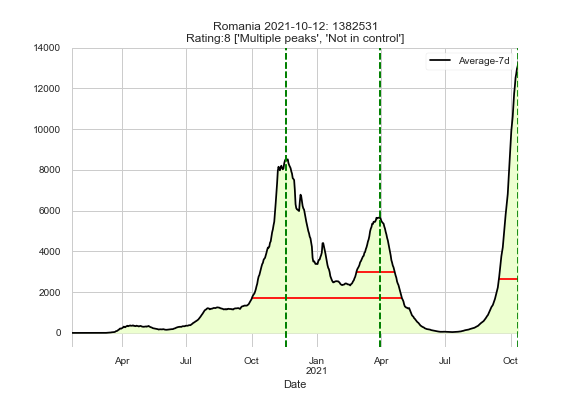 Romania 2021-10-12: 1382531
Rating:8 ['Multiple peaks', 'Not in control']
14000
Average-7d
12000
10000
8000
6000
4000
2000
0
Apr Jul Oct Jan Apr Jul Oct
2021
Date